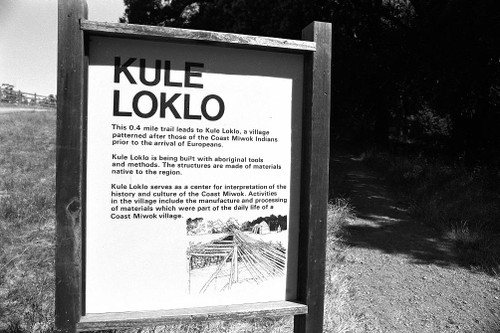 KULE
LOKLO
This 0.4 mile trail leads to Kule Loklo, a village
patterned after those of the Coast Miwok Indians
prior to the arrival of Europeans.
Kule Loklo is being built with aboriginal tools
and methods. The structures are made of materials
native to the region.
Kule Loklo serves as a center for interpretation of the
history and culture of the Coast Miwok. Activities
in the village include the manufacture and processing
of materials which were part of the daily life of a
Coast Miwok village.